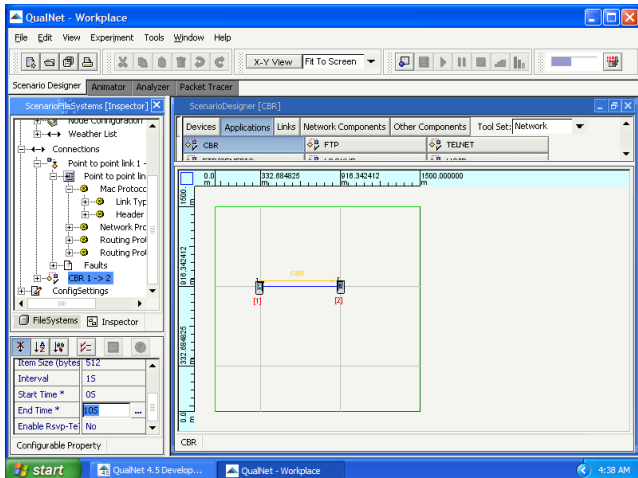 QualNet - Workplace
File Edit View Experiment Tools Window Help
X-Y View Fit To Screen
Scenario Designer Animator Analyzer Packet Tracer
ScenarioFileSystems [Inspector]
Node Configuration
Weather List
Connections
Point to point link 1 -
Point to point lin
Mac Protocc
Link Typ
Header
Network Prc
Routing Prol
Routing Prol
Faults
CBR 1 -> 2
ConfigSettings
FileSystems Inspector
Item Size (bytes 512
Interval 1S
Start Time * 0S
End Time * 10S ...
Enable Rsvp-Te No
Configurable Property
ScenarioDesigner [CBR]
Devices Applications Links Network Components Other Components Tool Set: Network
CBR FTP TELNET
0.0 332.684825 916.342412 1500.000000
m m m m
1500.
916.342412
m
332.684825
m
0.0
m
CBR
[1] [2]
CBR
start QualNet 4.5 Develop... QualNet - Workplace 4:38 AM